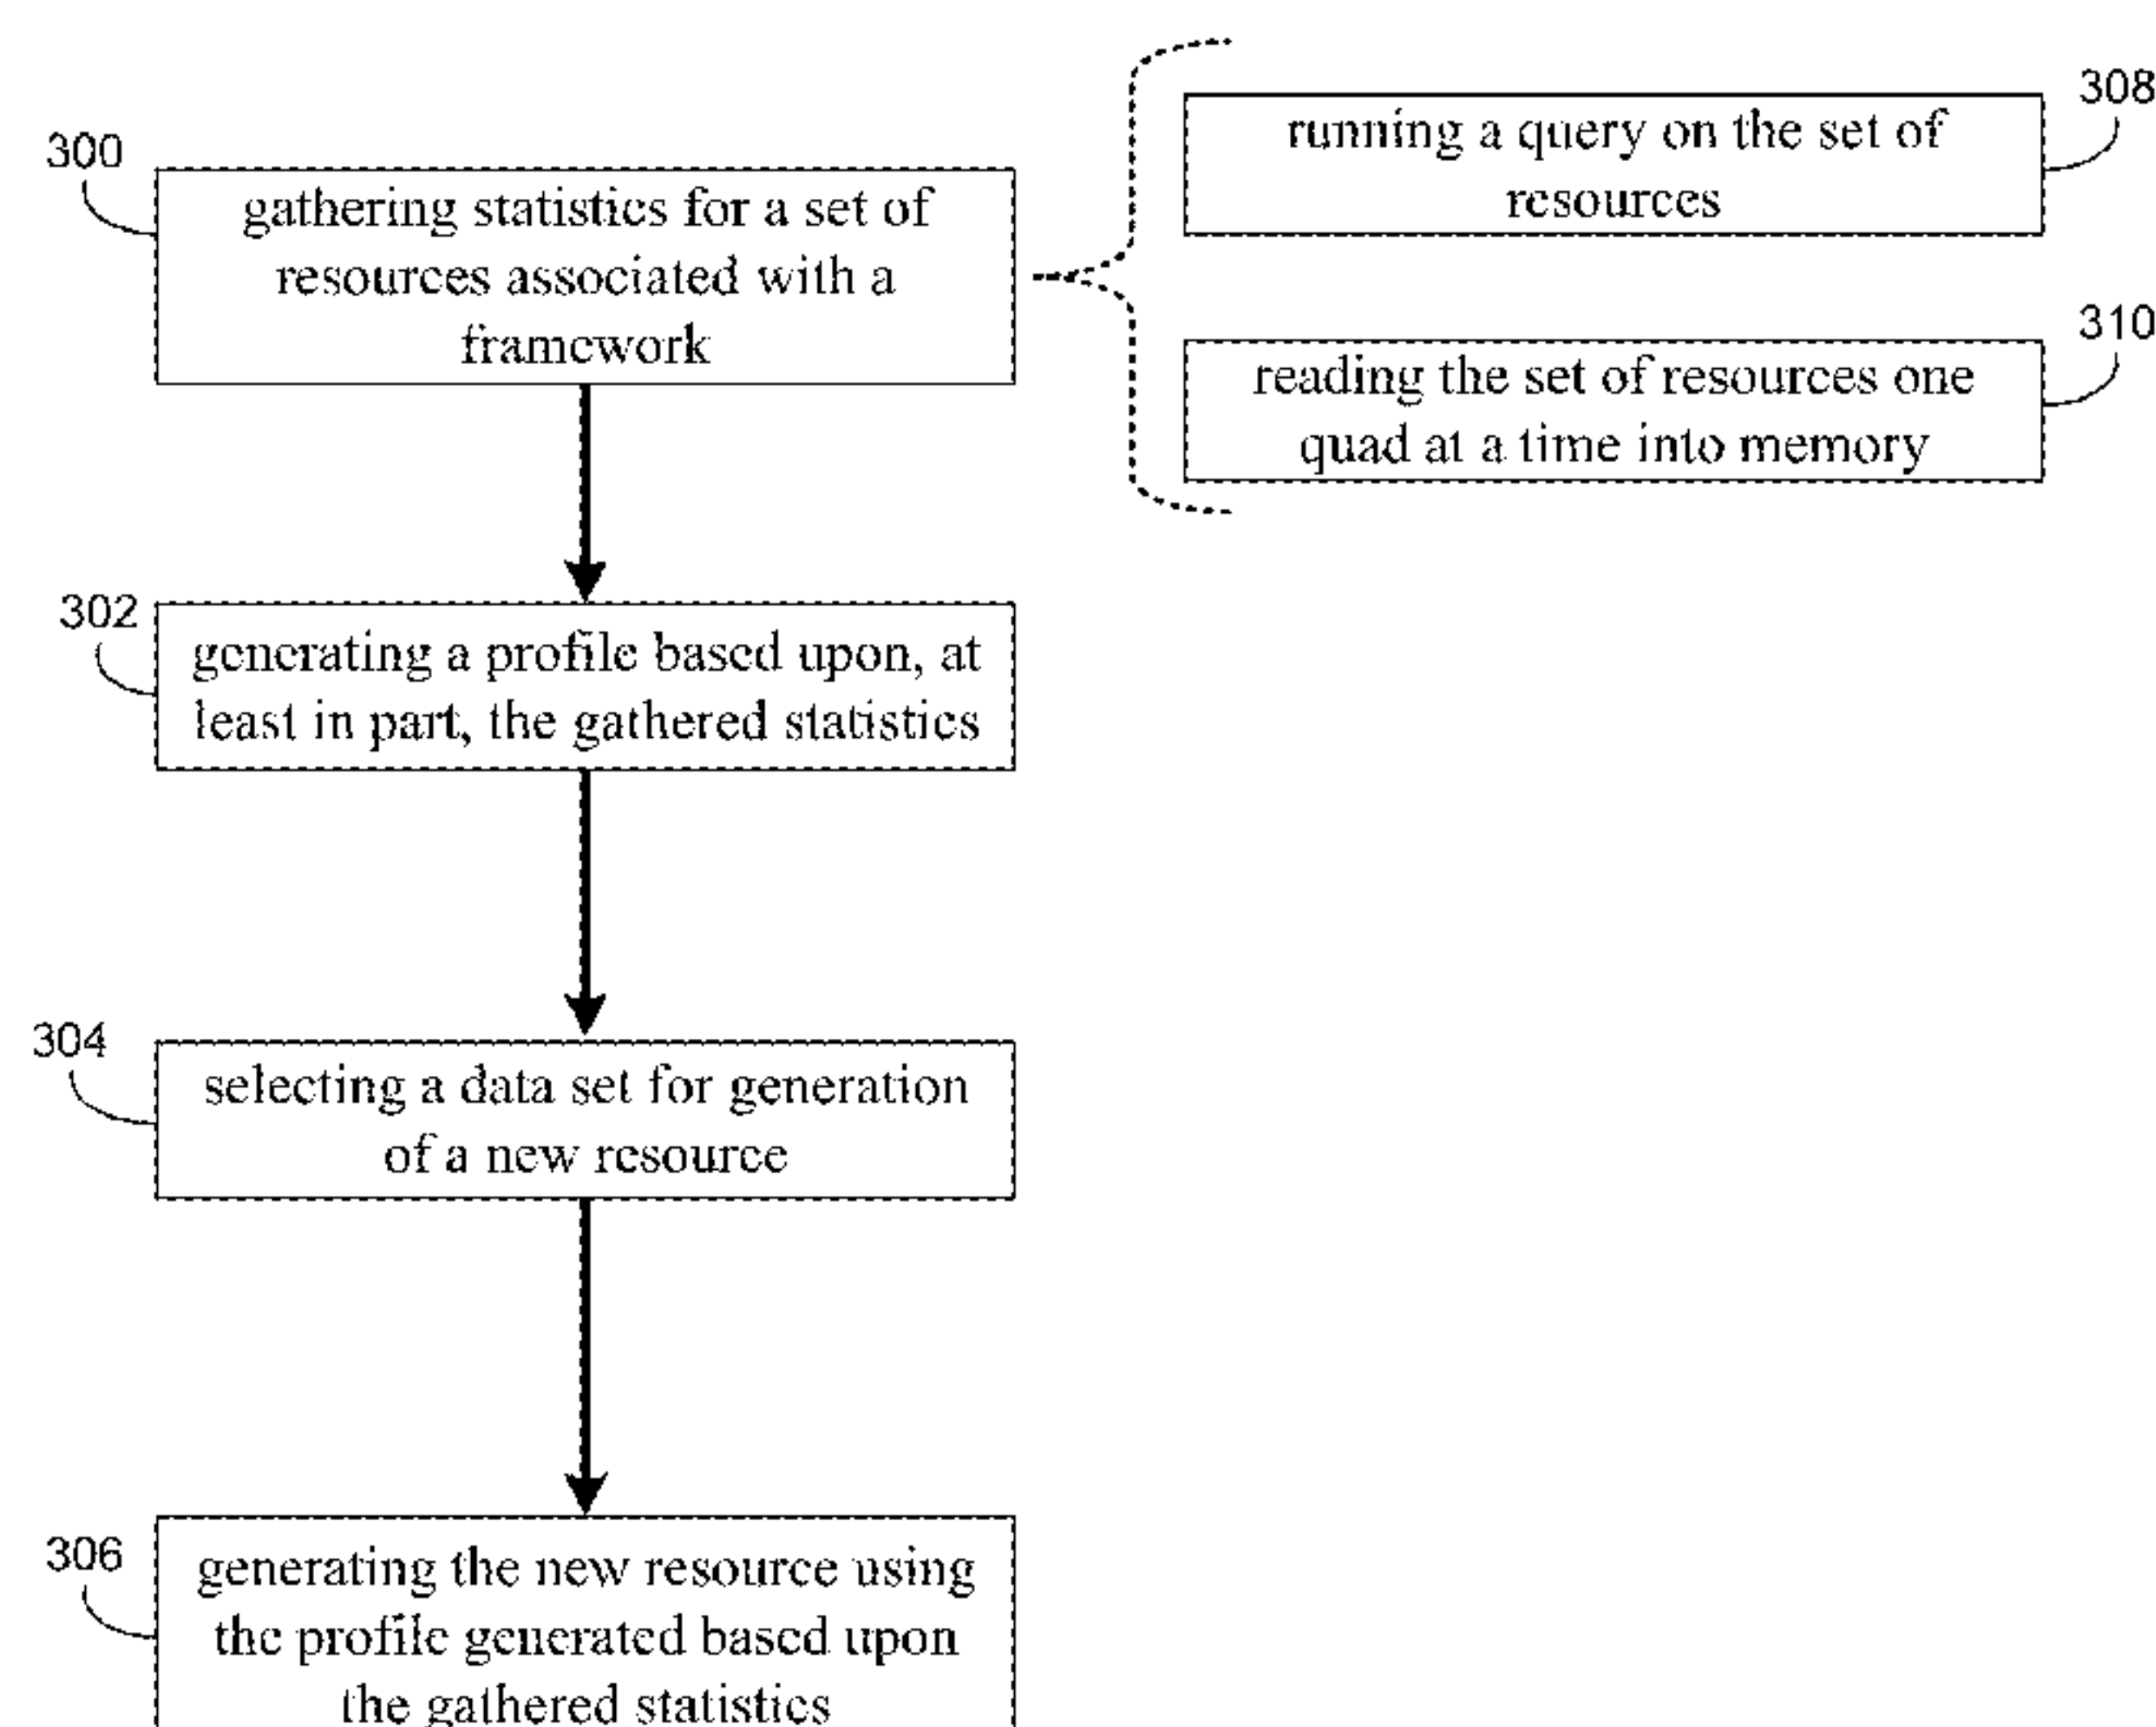 300
gathering statistics for a set of
resources associated with a
framework
308
running a query on the set of
resources
310
reading the set of resources one
quad at a time into memory
302
generating a profile based upon, at
least in part, the gathered statistics
304
selecting a data set for generation
of a new resource
306
generating the new resource using
the profile generated based upon
the gathered statistics